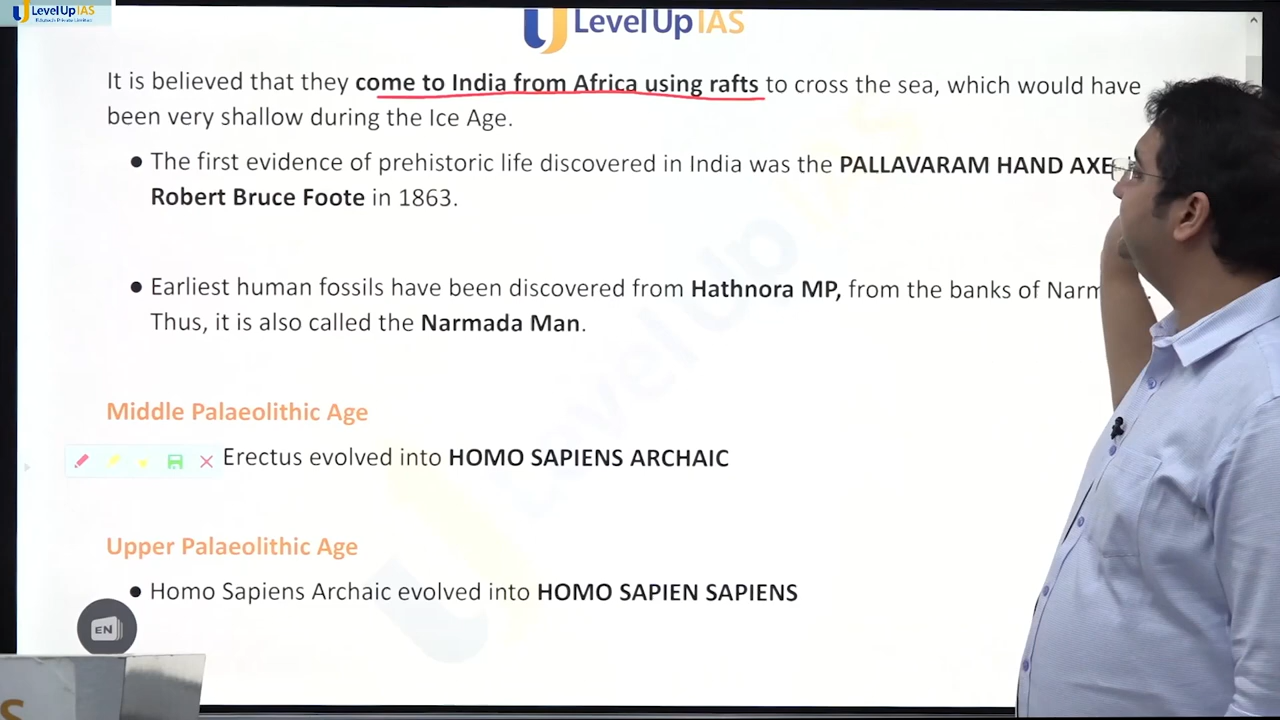 LevelUp IAS
LevelUp IAS
It is believed that they come to India from Africa using rafts to cross the sea, which would have
been very shallow during the Ice Age.
● The first evidence of prehistoric life discovered in India was the PALLAVARAM HAND AXE
Robert Bruce Foote in 1863.
● Earliest human fossils have been discovered from Hathnora MP, from the banks of
Thus, it is also called the Narmada Man.
Middle Palaeolithic Age
Erectus evolved into HOMO SAPIENS ARCHAIC
Upper Palaeolithic Age
● Homo Sapiens Archaic evolved into HOMO SAPIEN SAPIENS
EN
Level Up IAS